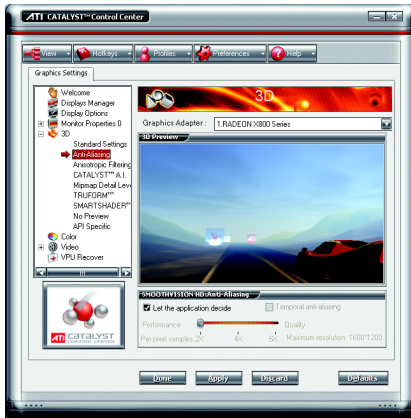 ATI CATALYST™ Control Center
View Hotkeys Profiles Preferences Help
Graphics Settings
Welcome
Displays Manager
Display Options
Monitor Properties 0
3D
Standard Settings
Anti-Aliasing
Anisotropic Filtering
CATALYST™ A.I.
Mipmap Detail Leve
TRUFORM™
SMARTSHADER™
No Preview
API Specific
Color
Video
VPU Recover
ATI CATALYST
CONTROL CENTER
3D
Graphics Adapter : 1.RADEON X800 Series
3D Preview
SMOOTHVISION HD:Anti-Aliasing
Let the application decide Temporal anti-aliasing
Performance Quality
Per-pixel samples: 2X 4X 6X Maximum resolution: 1600*1200
Done Apply Discard Defaults